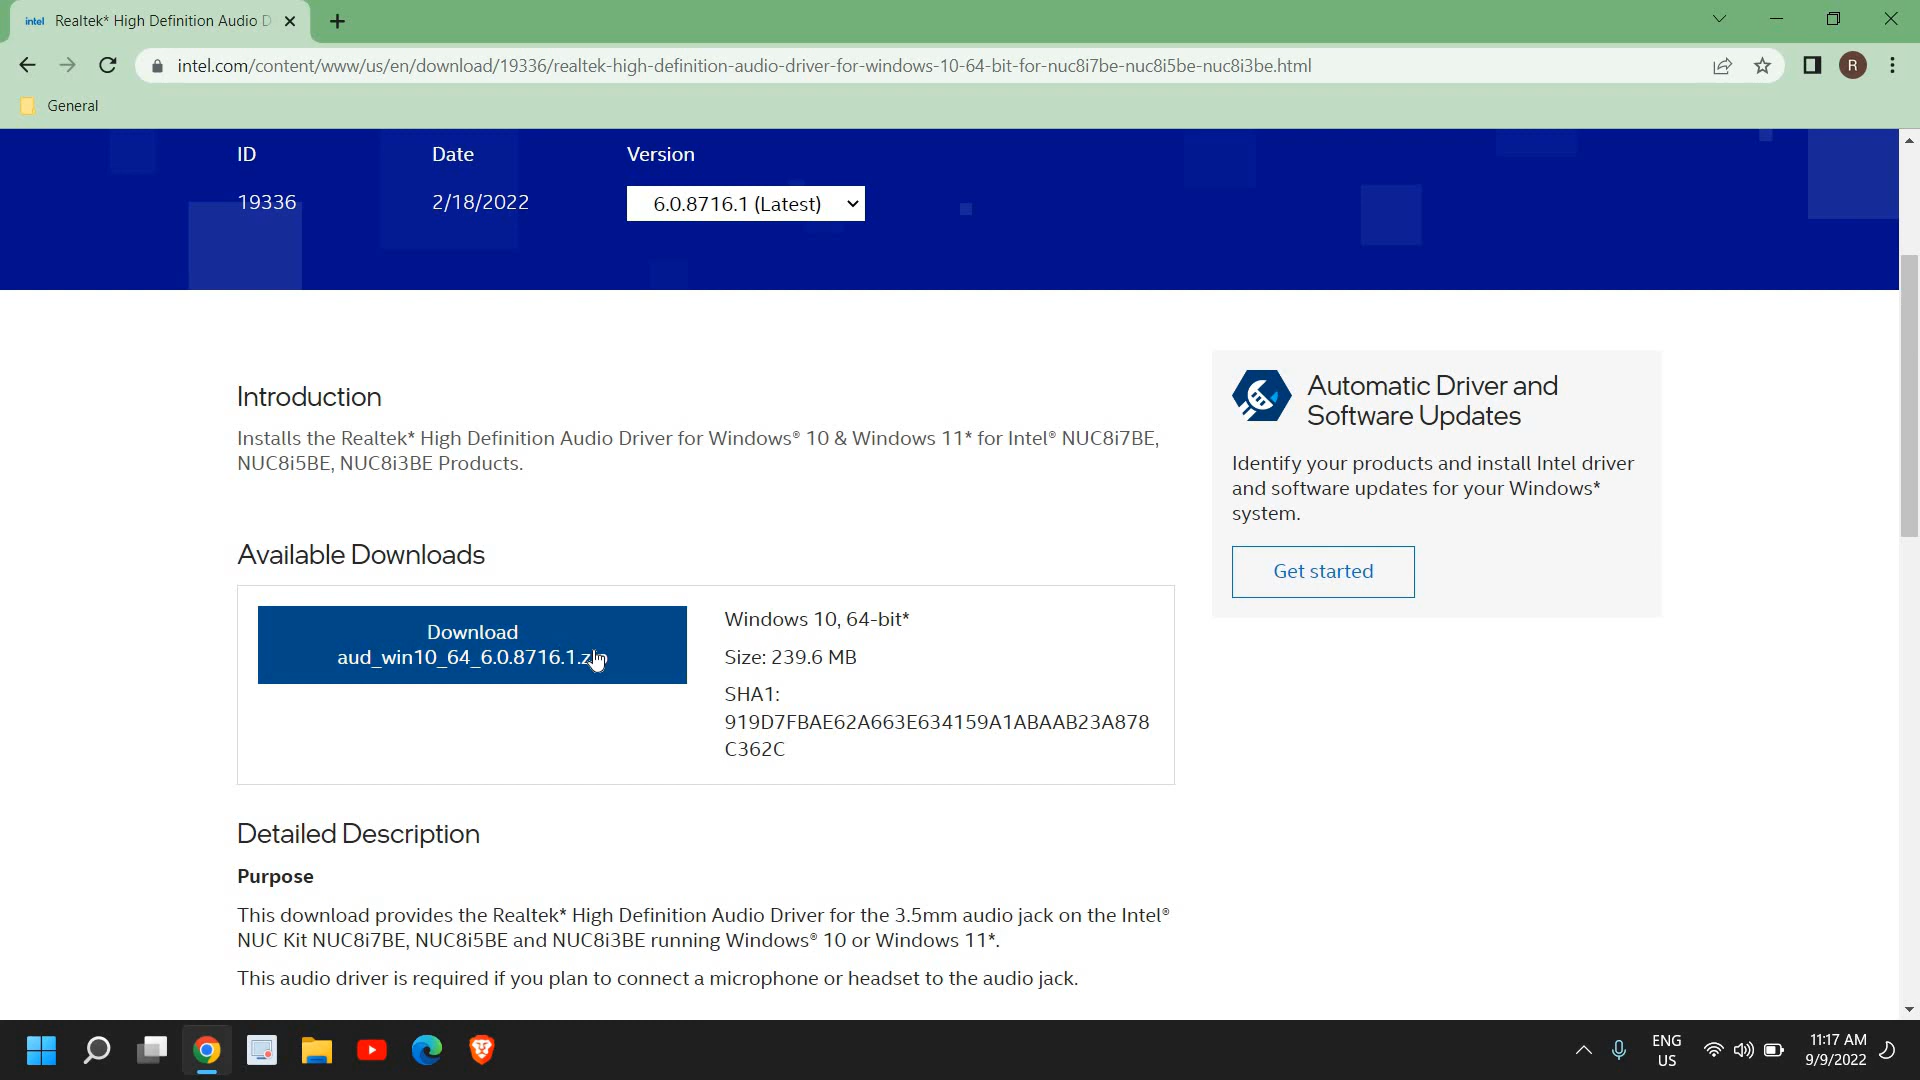 intel Realtek* High Definition Audio D
intel.com/content/www/us/en/download/19336/realtek-high-definition-audio-driver-for-windows-10-64-bit-for-nuc8i7be-nuc8i5be-nuc8i3be.html
R
General
ID Date Version
19336 2/18/2022 6.0.8716.1 (Latest)
Introduction
Installs the Realtek* High Definition Audio Driver for Windows® 10 & Windows 11* for Intel® NUC8i7BE,
NUC8i5BE, NUC8i3BE Products.
Available Downloads
Download
aud_win10_64_6.0.8716.1.zip
Windows 10, 64-bit*
Size: 239.6 MB
SHA1:
919D7FBAE62A663E634159A1ABAAB23A878
C362C
Detailed Description
Purpose
This download provides the Realtek* High Definition Audio Driver for the 3.5mm audio jack on the Intel®
NUC Kit NUC8i7BE, NUC8i5BE and NUC8i3BE running Windows® 10 or Windows 11*.
This audio driver is required if you plan to connect a microphone or headset to the audio jack.
Automatic Driver and
Software Updates
Identify your products and install Intel driver
and software updates for your Windows*
system.
Get started
ENG
US
11:17 AM
9/9/2022